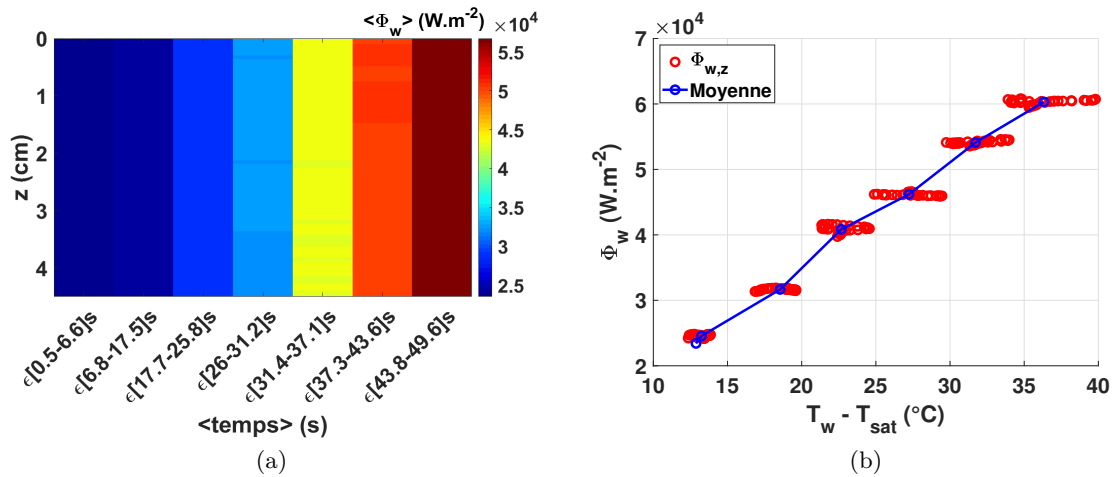 <Φw> (W.m-2)
×10^4
0
1
2
3
4
z (cm)
5.5
5
4.5
4
3.5
3
2.5
ϵ[0.5-6.6]s
ϵ[6.8-17.5]s
ϵ[17.7-25.8]s
ϵ[26-31.2]s
ϵ[31.4-37.1]s
ϵ[37.3-43.6]s
ϵ[43.8-49.6]s
<temps> (s)
(a)
×10^4
7
6
5
4
3
2
Φw (W.m-2)
Φw,z
Moyenne
10 15 20 25 30 35 40
Tw - Tsat (°C)
(b)